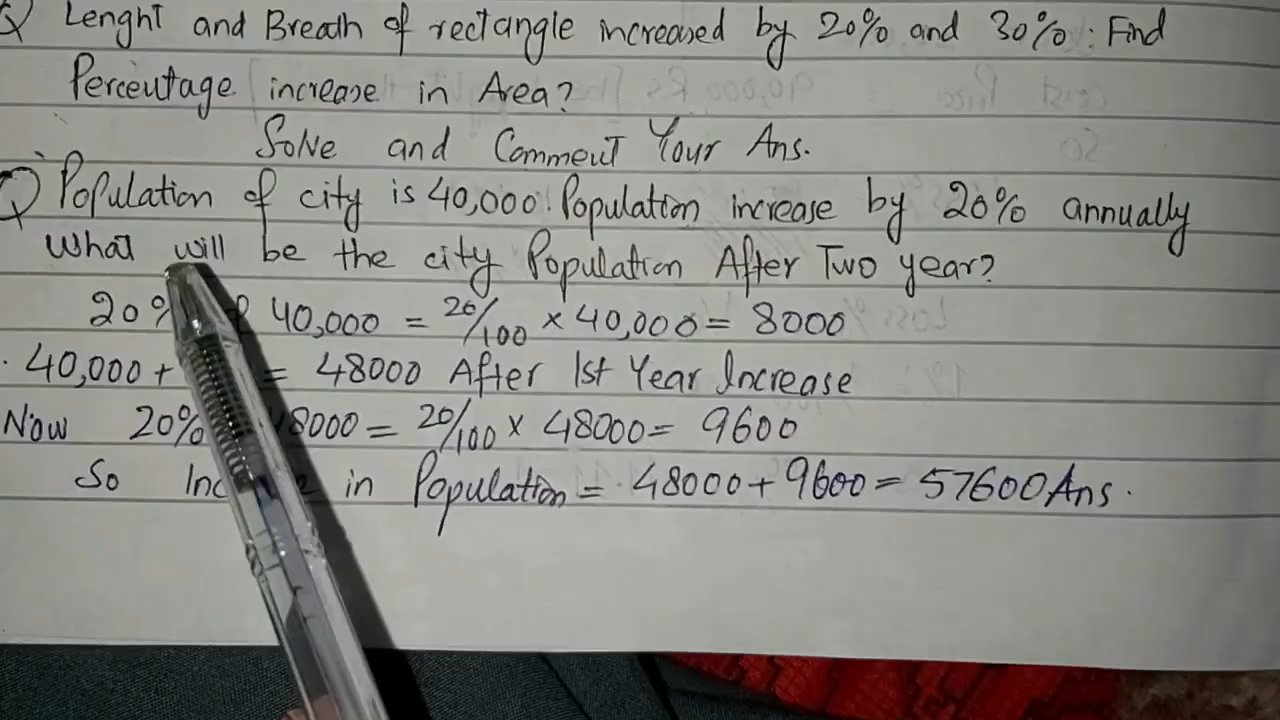 Q Lenght and Breath of rectangle increased by 20% and 30%: Find
Percentage increase in Area?
Solve and Comment Your Ans.
Q Population of city is 40,000. Population increase by 20% annually
What will be the city Population After Two year?
20% 40,000 = 20/100 × 40,000 = 8000
40,000 + = 48000 After 1st Year Increase
Now 20% 48000 = 20/100 × 48000 = 9600
So in Population = 48000 + 9600 = 57600 Ans.